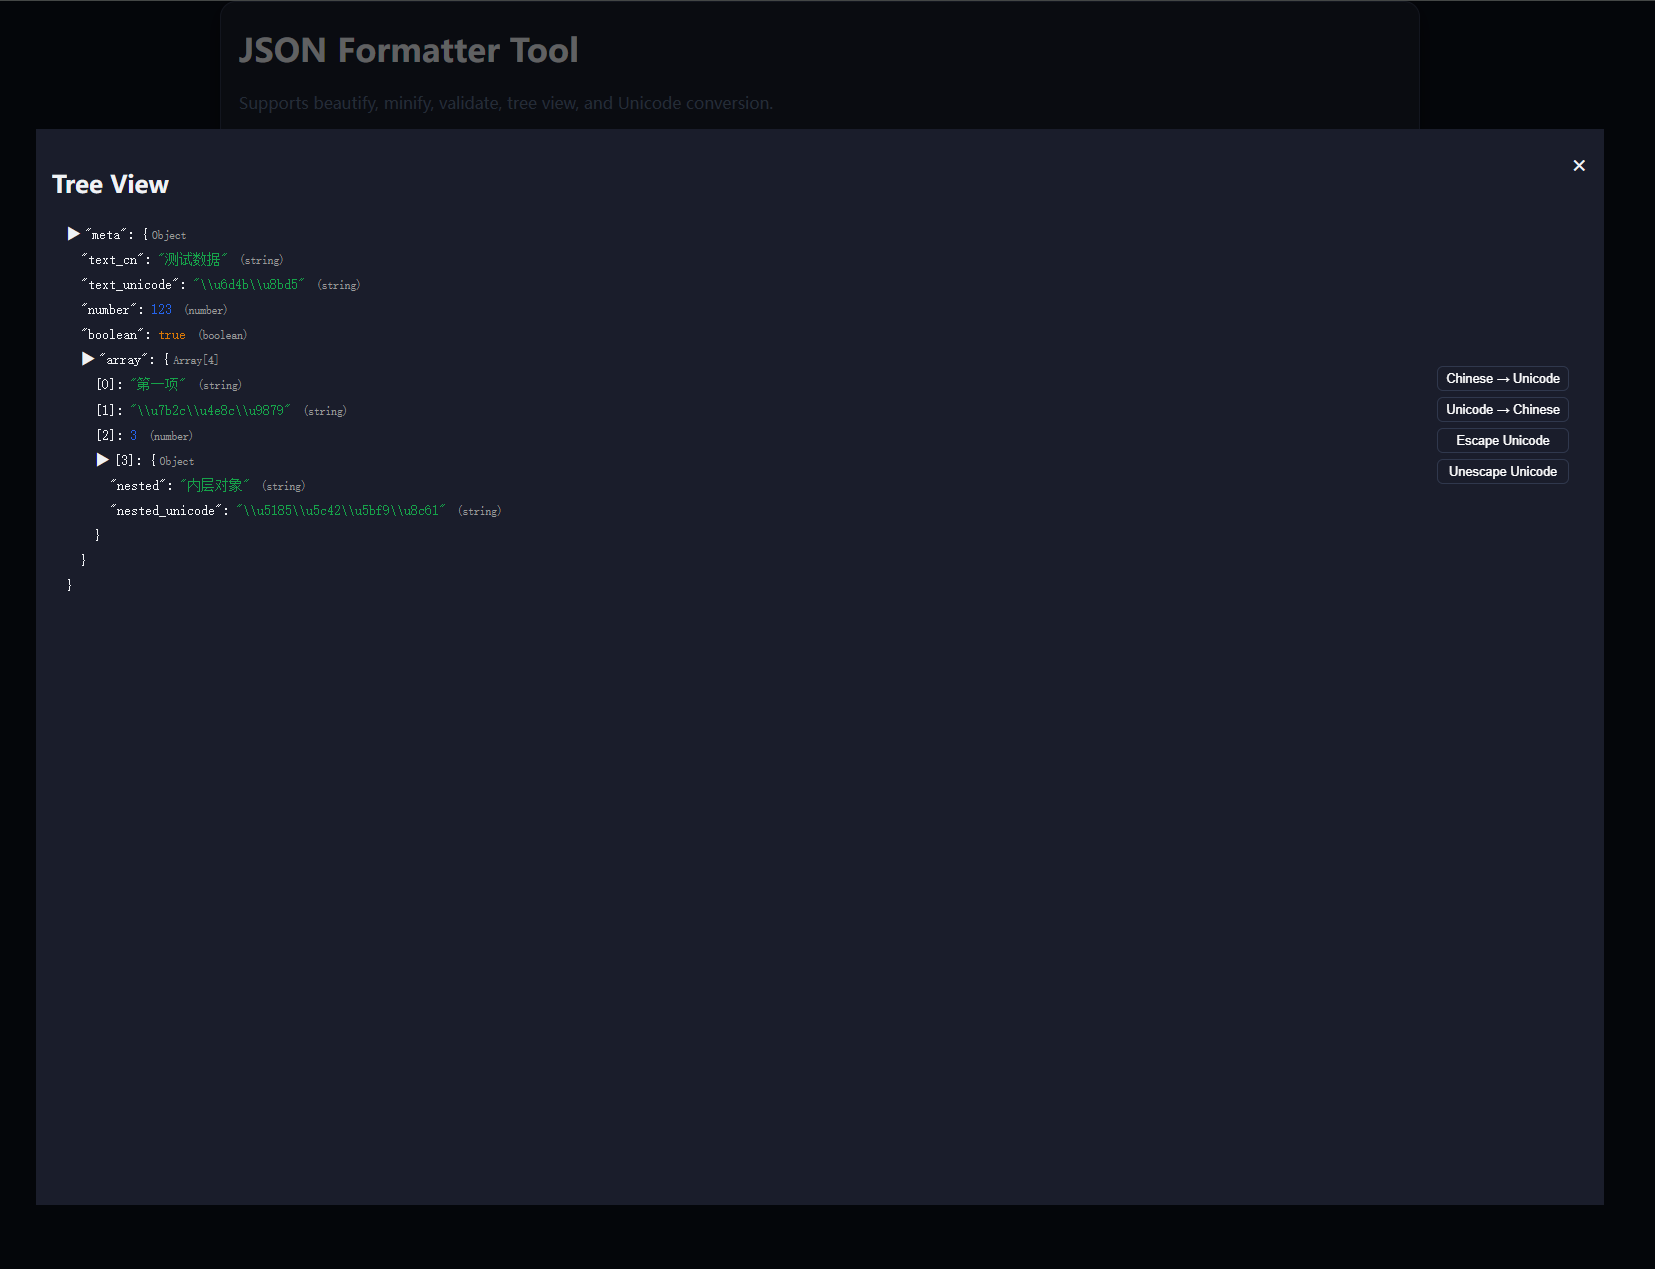 JSON Formatter Tool
Supports beautify, minify, validate, tree view, and Unicode conversion.
×
Tree View
▶ "meta": { Object
"text_cn": "测试数据" (string)
"text_unicode": "\\u6d4b\\u8bd5" (string)
"number": 123 (number)
"boolean": true (boolean)
▶ "array": { Array[4]
[0]: "第一项" (string)
[1]: "\\u7b2c\\u4e8c\\u9879" (string)
[2]: 3 (number)
▶ [3]: { Object
"nested": "内层对象" (string)
"nested_unicode": "\\u5185\\u5c42\\u5bf9\\u8c61" (string)
}
}
}
Chinese → Unicode
Unicode → Chinese
Escape Unicode
Unescape Unicode